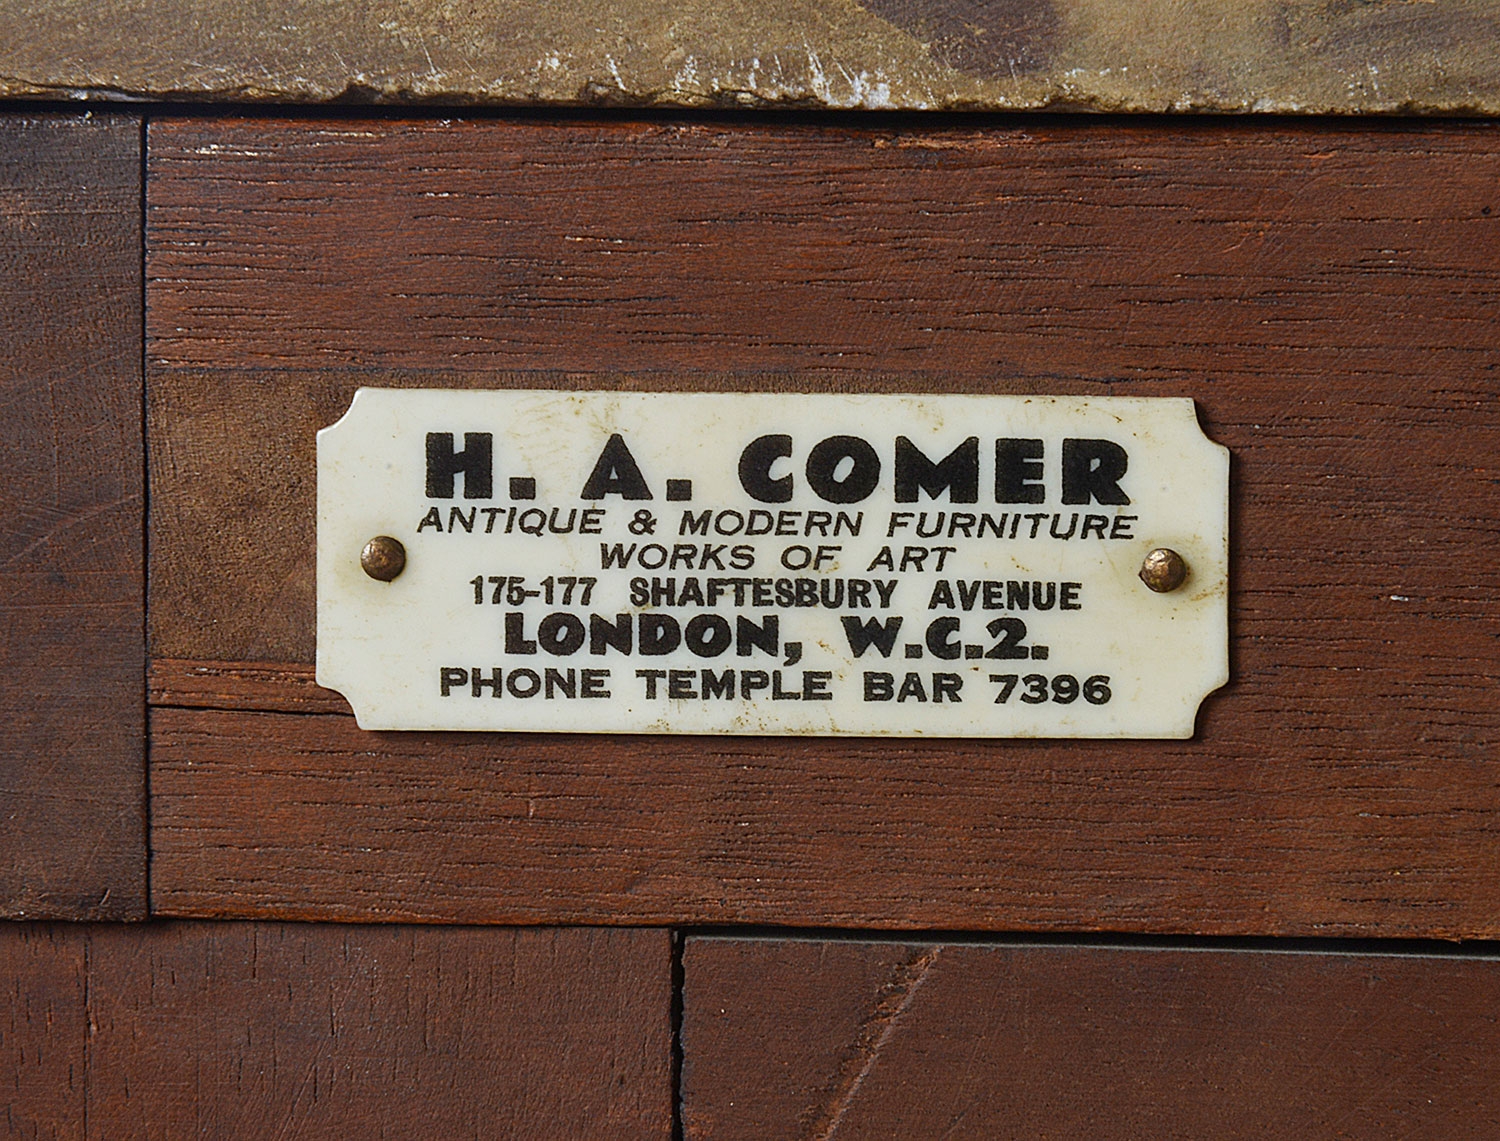 H. A. COMER
ANTIQUE & MODERN FURNITURE
WORKS OF ART
175-177 SHAFTESBURY AVENUE
LONDON, W.C.2.
PHONE TEMPLE BAR 7396